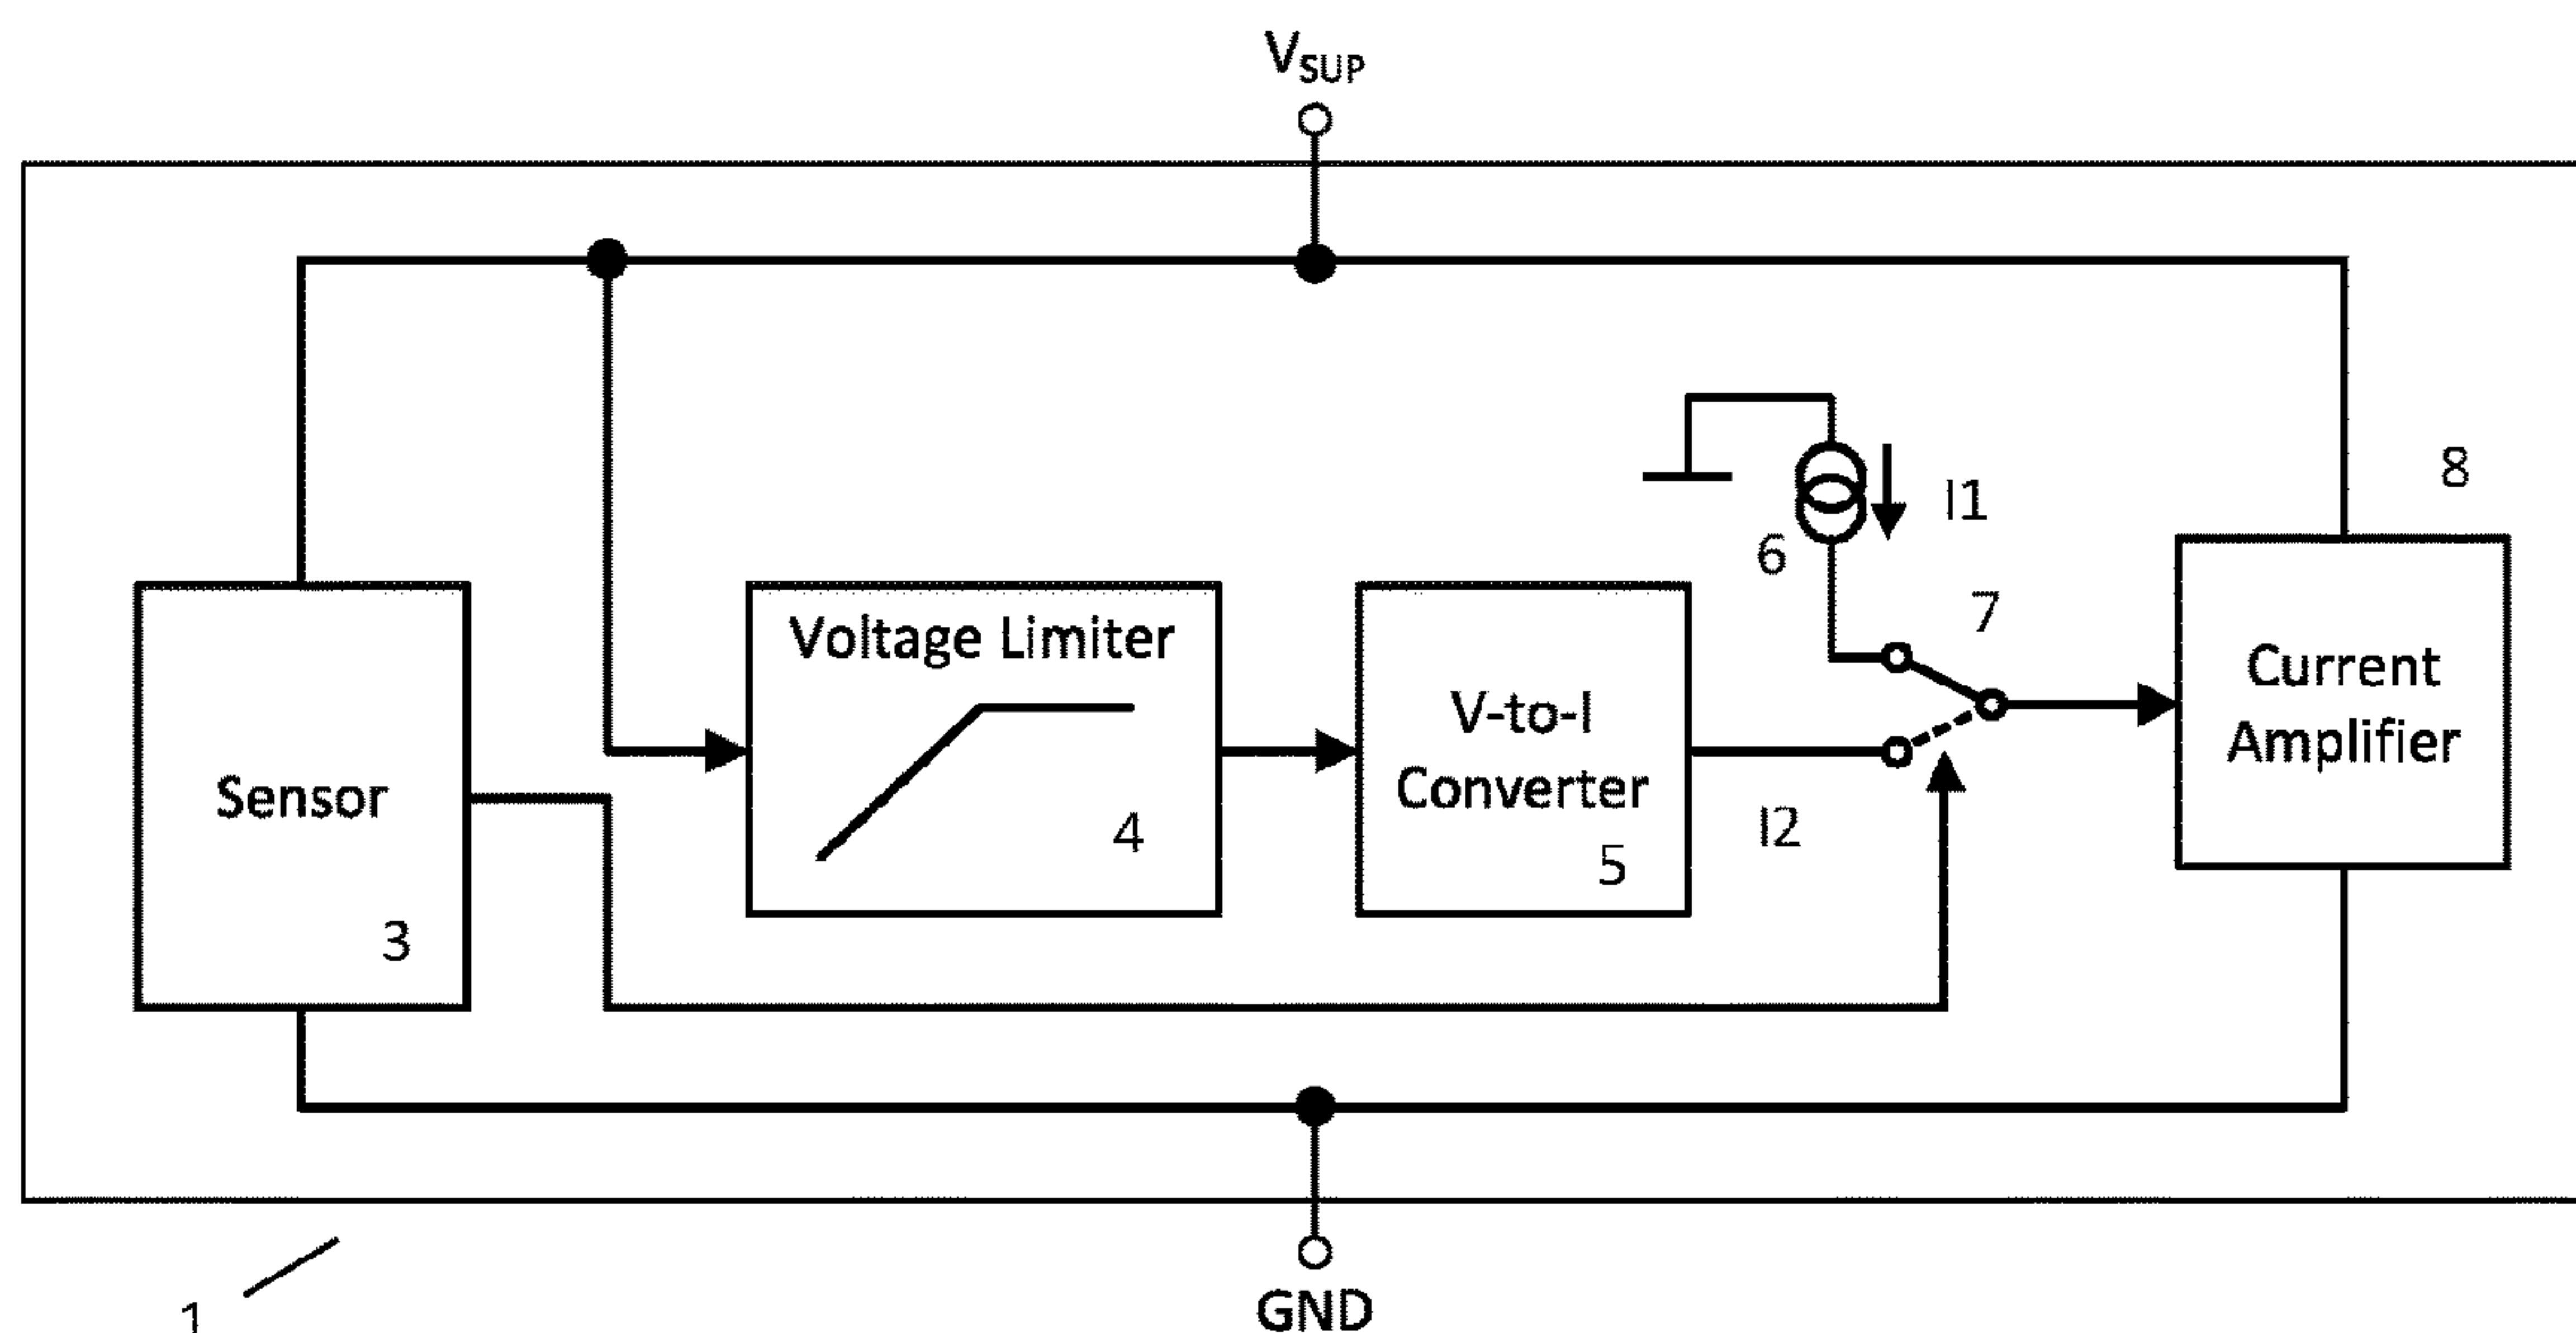 VSUP
I1
8
6
7
Voltage Limiter
4
V-to-I
Converter
5
Current
Amplifier
Sensor
3
I2
1
GND